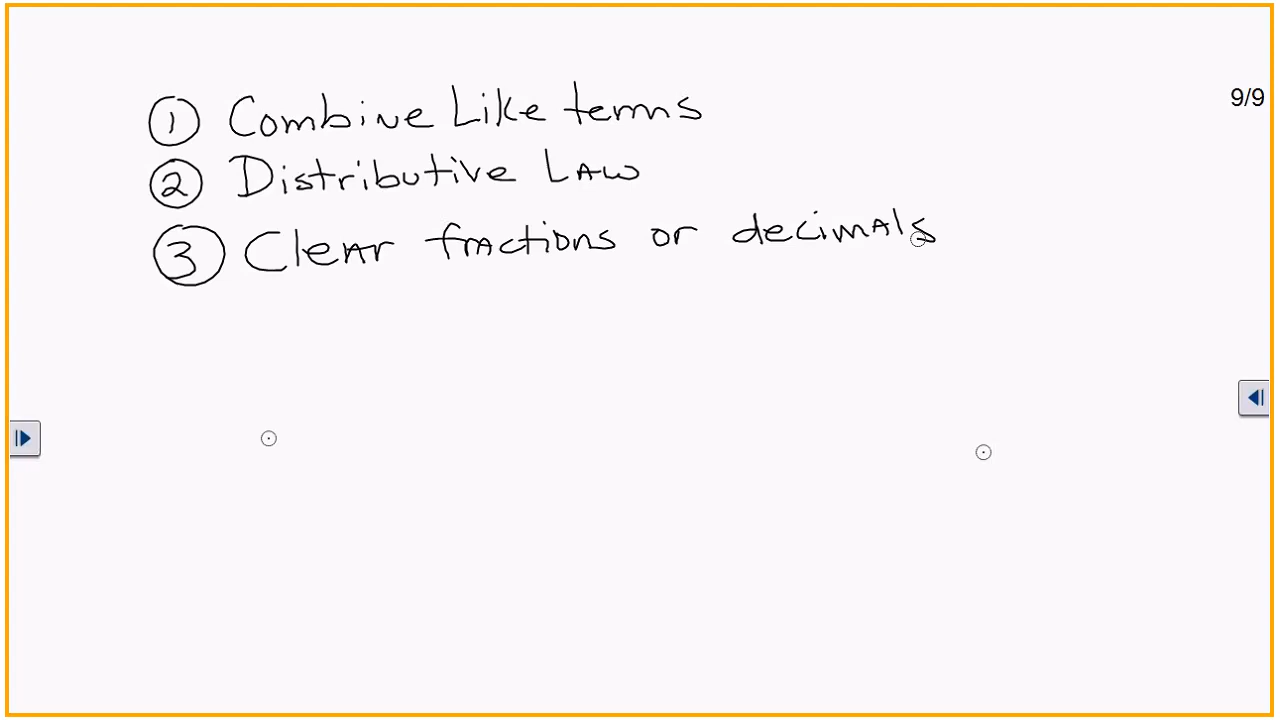 ① Combine Like terms
9/9
② Distributive Law
③ Clear fractions or decimals